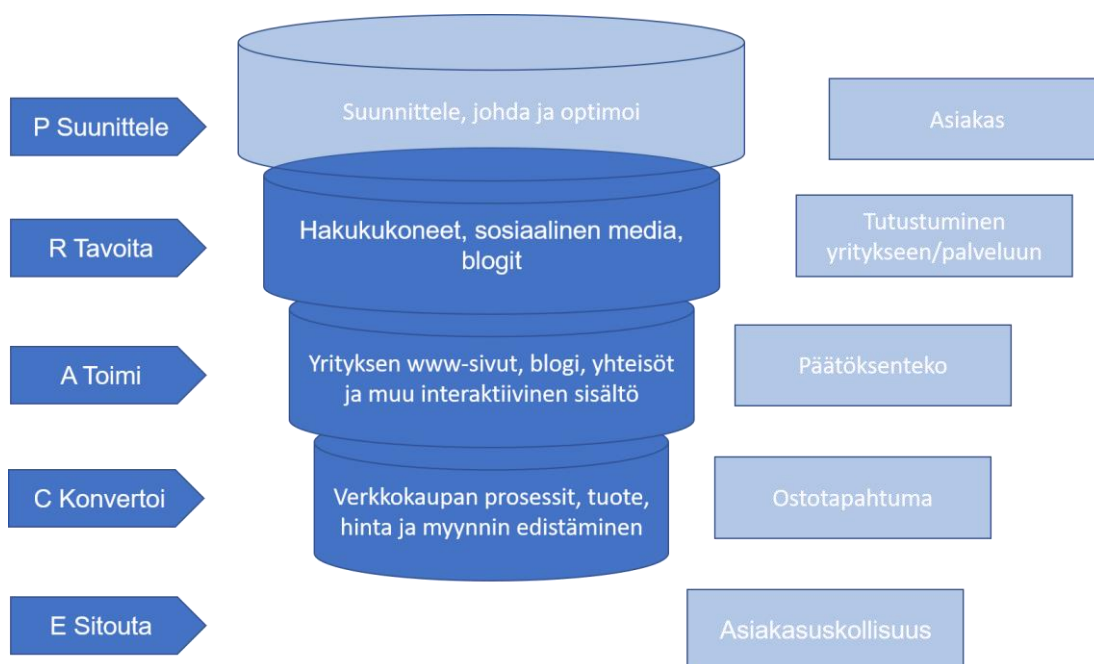 P Suunittele
Suunnittele, johda ja optimoi
Asiakas
R Tavoita
Hakukukoneet, sosiaalinen media,
blogit
Tutustuminen
yritykseen/palveluun
A Toimi
Yrityksen www-sivut, blogi, yhteisöt
ja muu interaktiivinen sisältö
Päätöksenteko
C Konvertoi
Verkkokaupan prosessit, tuote,
hinta ja myynnin edistäminen
Ostotapahtuma
E Sitouta
Asiakasuskollisuus